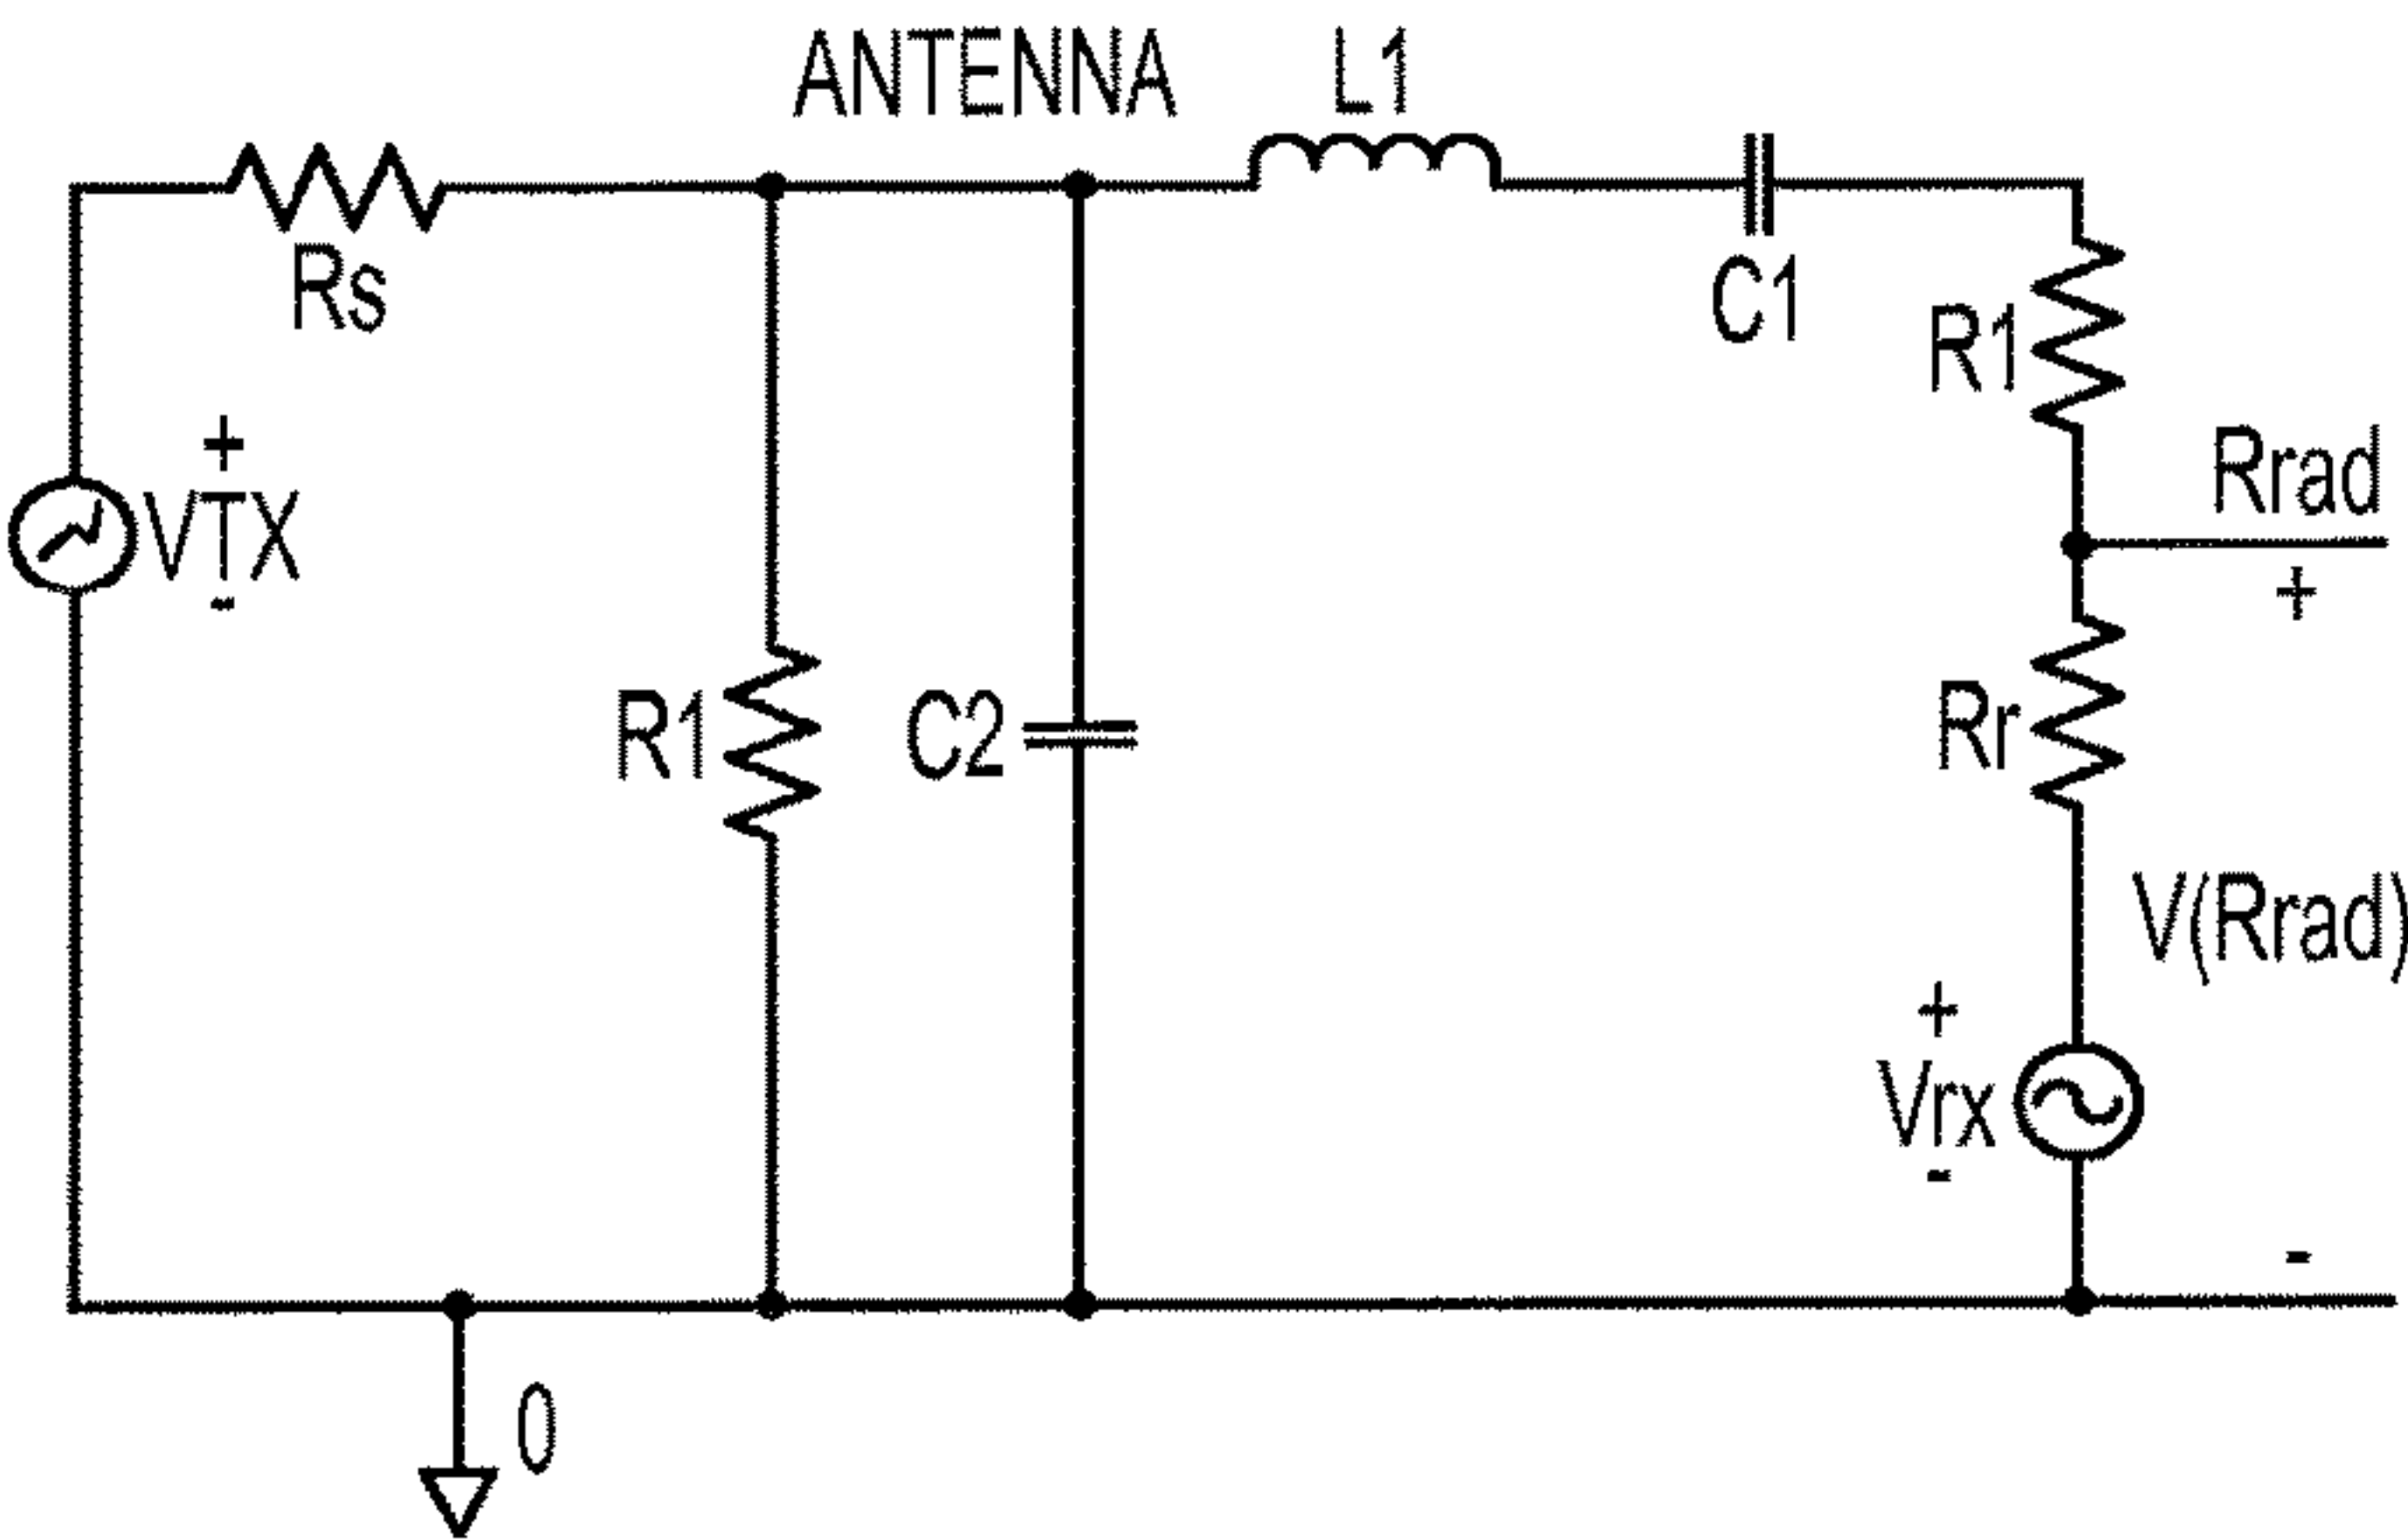 ANTENNA
L1
Rs
C1
R1
+
VTX
-
Rrad
+
R1
C2
Rr
V(Rrad)
+
Vrx
-
-
0